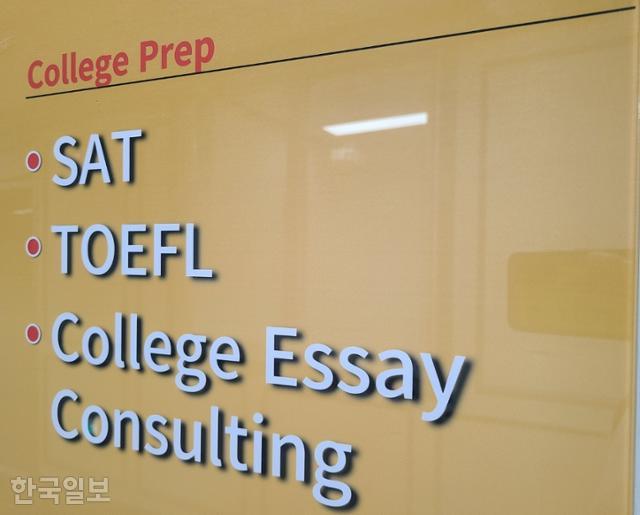 College Prep
SAT
TOEFL
College Essay
Consulting
한국일보